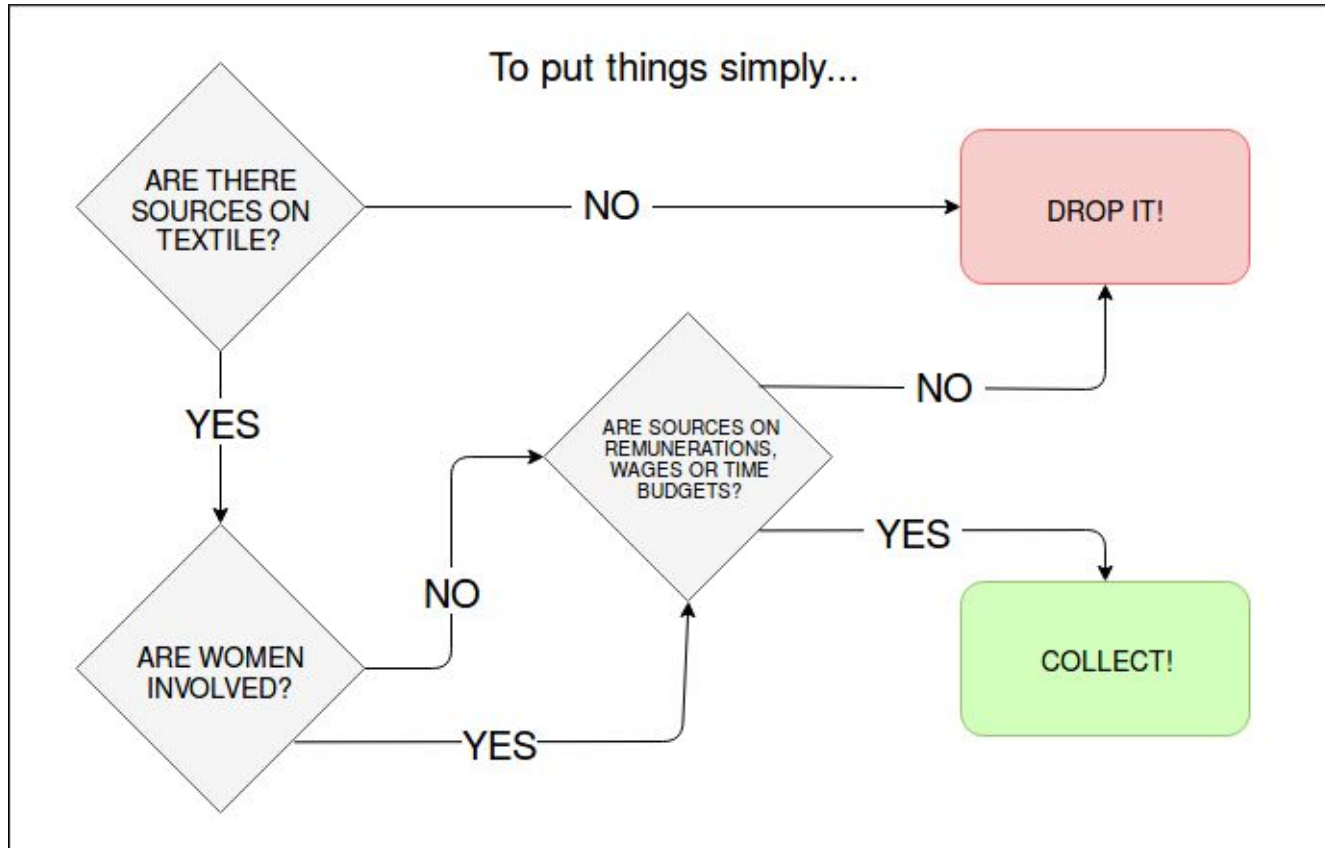 To put things simply...
ARE THERE
SOURCES ON
TEXTILE?
NO
DROP IT!
YES
ARE SOURCES ON
REMUNERATIONS,
WAGES OR TIME
BUDGETS?
NO
YES
NO
ARE WOMEN
INVOLVED?
YES
COLLECT!